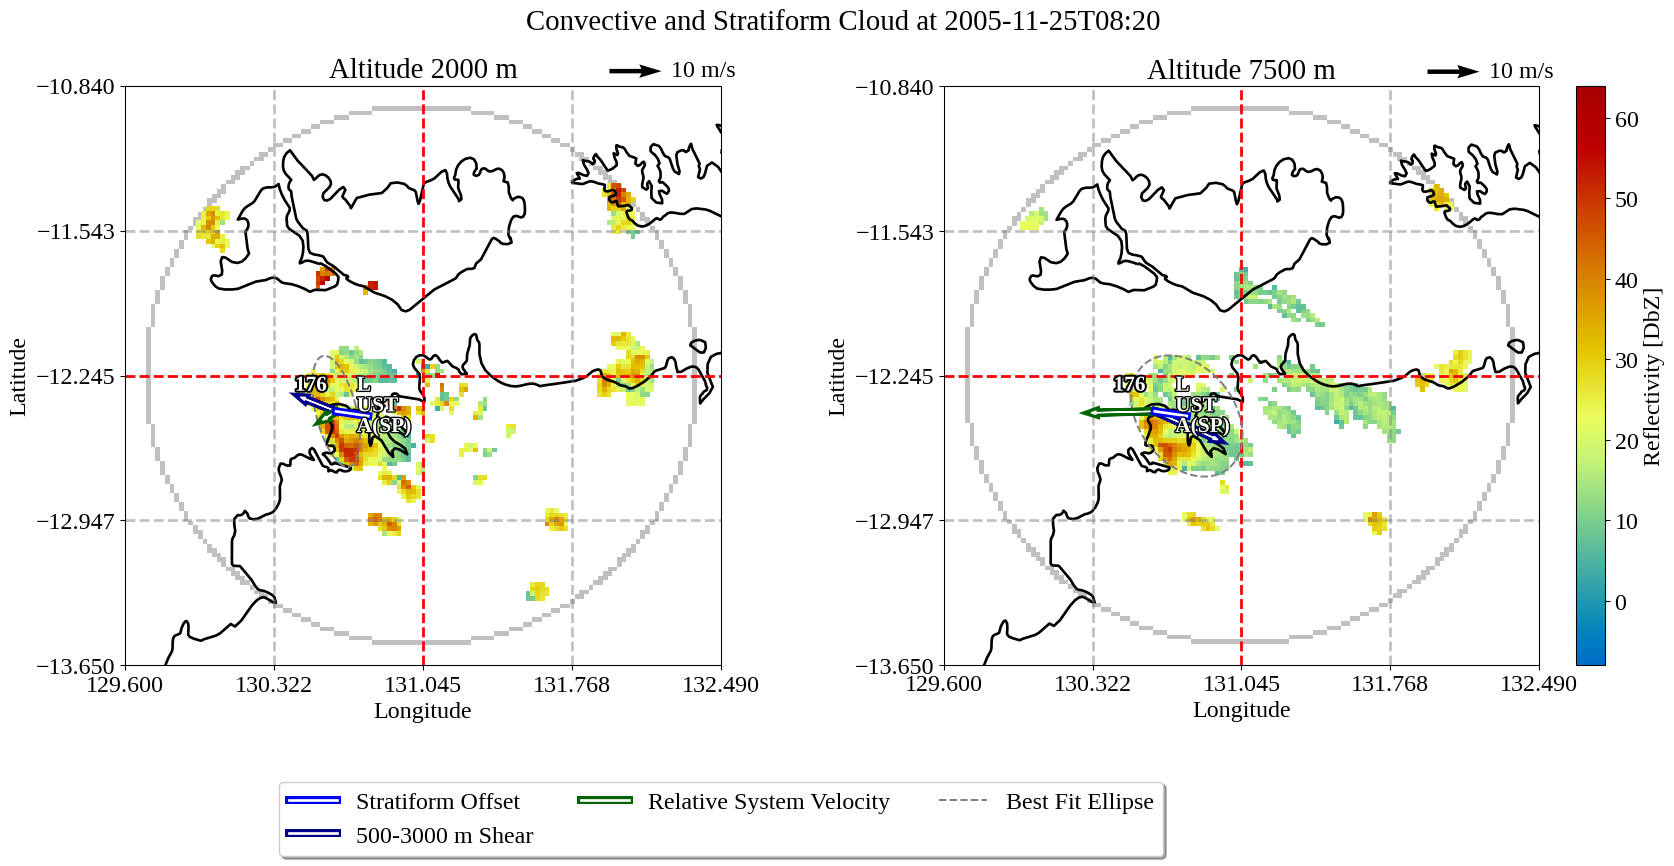 Convective and Stratiform Cloud at 2005-11-25T08:20
Altitude 2000 m
10 m/s
−10.840
−11.543
−12.245
−12.947
−13.650
129.600
130.322
131.045
131.768
132.490
Longitude
Latitude
176
L
UST
A(SP)
Altitude 7500 m
10 m/s
−10.840
−11.543
−12.245
−12.947
−13.650
129.600
130.322
131.045
131.768
132.490
Longitude
Latitude
176
L
UST
A(SP)
60
50
40
30
20
10
0
Reflectivity [DbZ]
Stratiform Offset
500-3000 m Shear
Relative System Velocity
Best Fit Ellipse